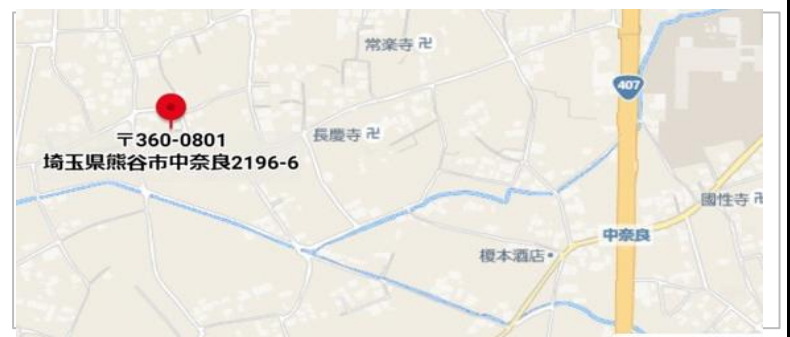 常楽寺
407
〒360-0801
埼玉県熊谷市中奈良2196-6
長慶寺
國性寺
中奈良
榎本酒店